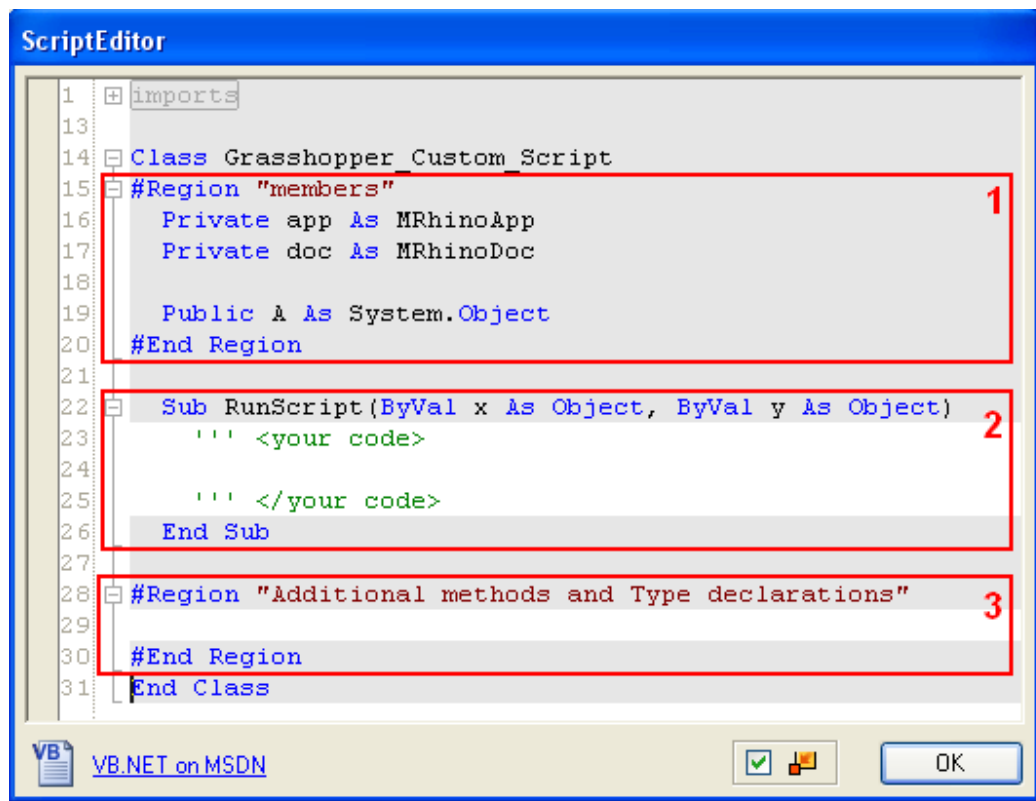 ScriptEditor
1 imports
13
14 Class Grasshopper_Custom_Script
15 #Region "members" 1
16 Private app As MRhinoApp
17 Private doc As MRhinoDoc
18
19 Public A As System.Object
20 #End Region
21
22 Sub RunScript(ByVal x As Object, ByVal y As Object)
23 ''' <your code> 2
24
25 ''' </your code>
26 End Sub
27
28 #Region "Additional methods and Type declarations" 3
29
30 #End Region
31 End Class
VB VB.NET on MSDN OK